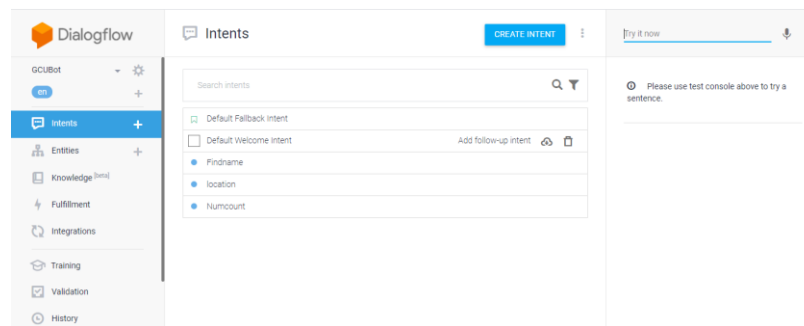 Dialogflow
GCUBot
en
Intents
Entities
Knowledge [beta]
Fulfillment
Integrations
Training
Validation
History
Intents
CREATE INTENT
Search intents
Default Fallback Intent
Default Welcome Intent Add follow-up intent
Findname
location
Numcount
Try it now
Please use test console above to try a
sentence.